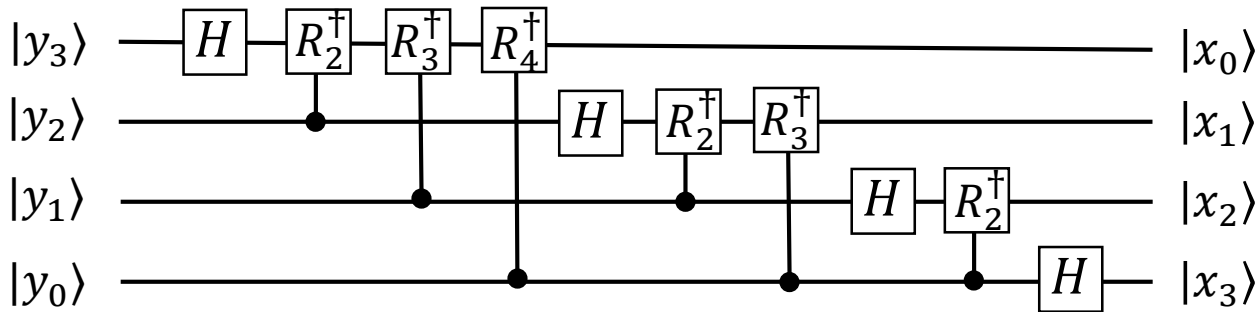 |y₃⟩ H R₂† R₃† R₄† |x₀⟩
|y₂⟩ H R₂† R₃† |x₁⟩
|y₁⟩ H R₂† |x₂⟩
|y₀⟩ H |x₃⟩